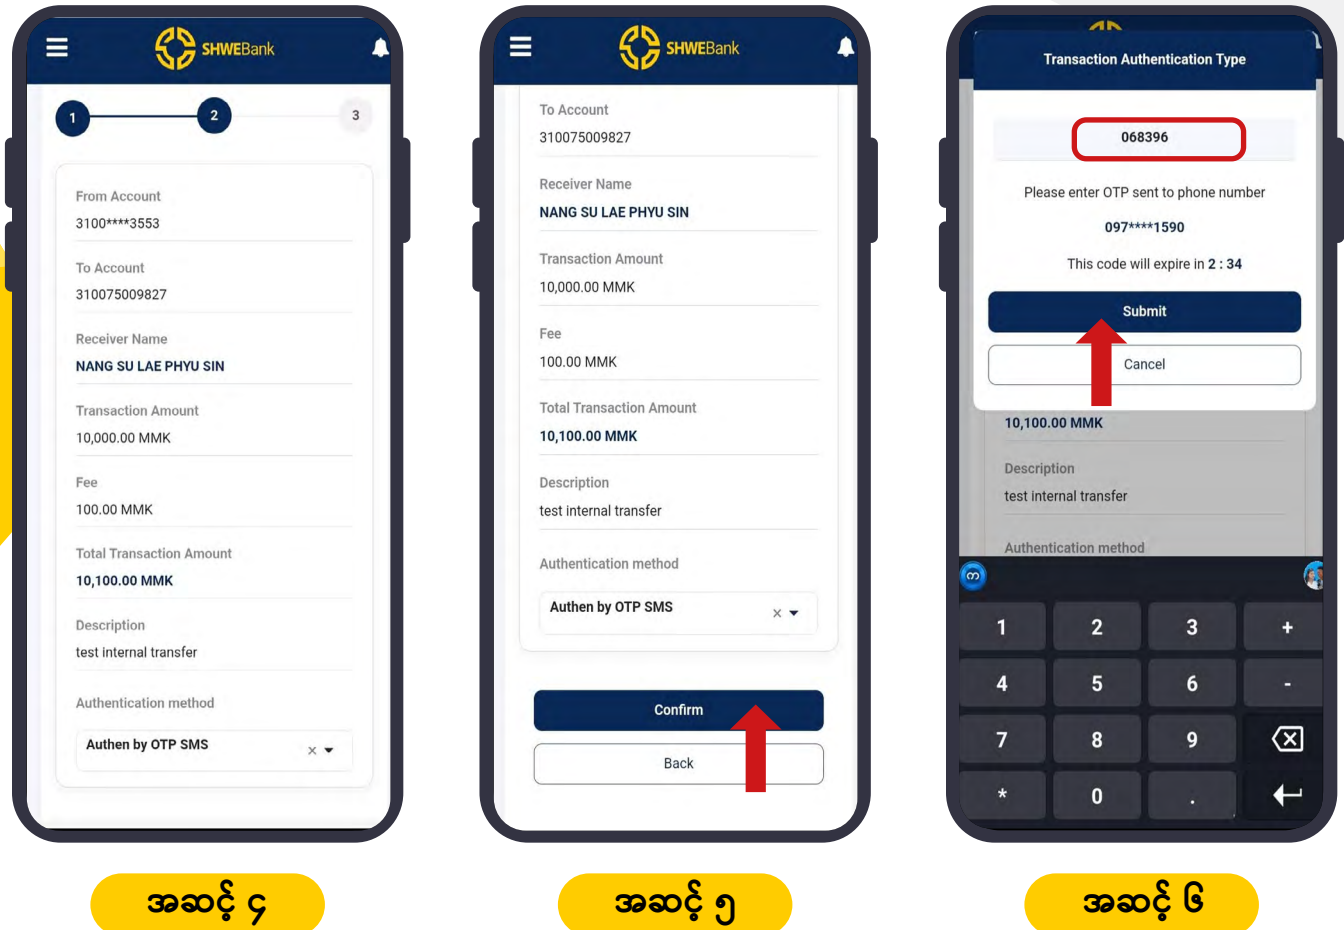 SHWEBank
1
2
3
From Account
3100****3553
To Account
310075009827
Receiver Name
NANG SU LAE PHYU SIN
Transaction Amount
10,000.00 MMK
Fee
100.00 MMK
Total Transaction Amount
10,100.00 MMK
Description
test internal transfer
Authentication method
Authen by OTP SMS
အဆင့် ၄
SHWEBank
To Account
310075009827
Receiver Name
NANG SU LAE PHYU SIN
Transaction Amount
10,000.00 MMK
Fee
100.00 MMK
Total Transaction Amount
10,100.00 MMK
Description
test internal transfer
Authentication method
Authen by OTP SMS
Confirm
Back
အဆင့် ၅
Transaction Authentication Type
068396
Please enter OTP sent to phone number
097****1590
This code will expire in 2 : 34
Submit
Cancel
10,100.00 MMK
Description
test internal transfer
Authentication method
က
1 2 3 +
4 5 6 -
7 8 9
* 0 .
အဆင့် ၆